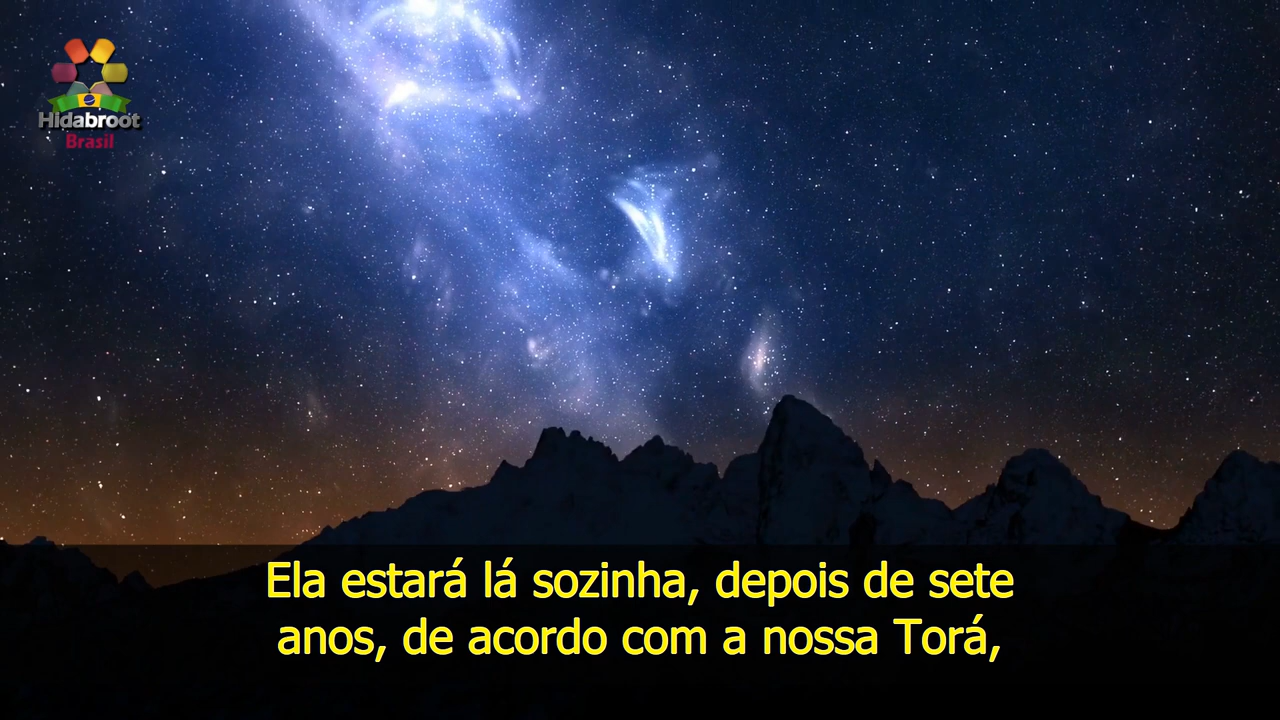 Hidabroot
Brasil
Ela estará lá sozinha, depois de sete
anos, de acordo com a nossa Torá,